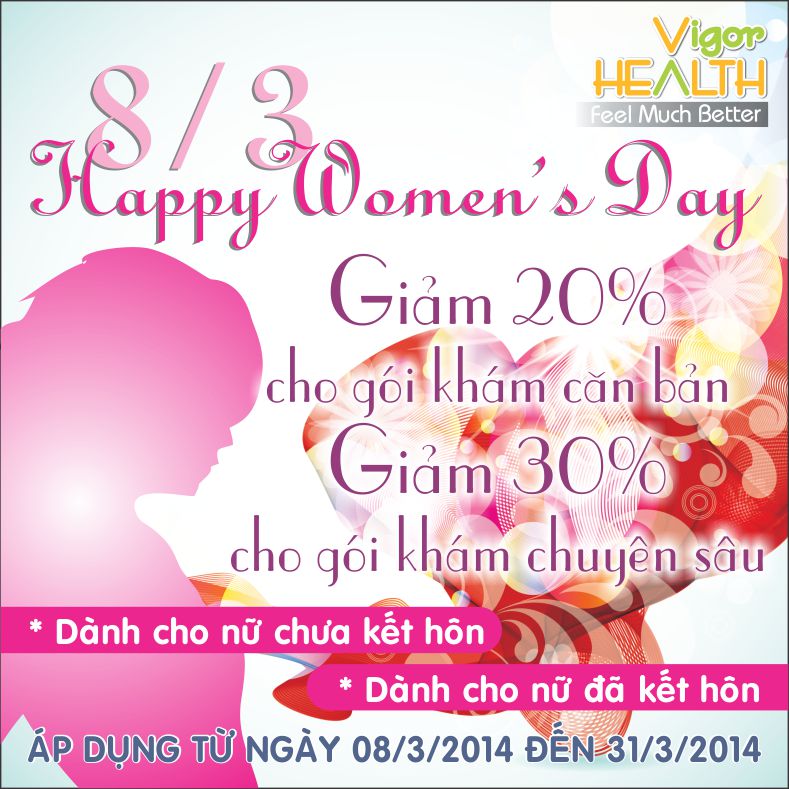 Vigor
HEALTH
Feel Much Better
8/3
Happy Women's Day
Giảm 20%
cho gói khám căn bản
Giảm 30%
cho gói khám chuyên sâu
* Dành cho nữ chưa kết hôn
* Dành cho nữ đã kết hôn
ÁP DỤNG TỪ NGÀY 08/3/2014 ĐẾN 31/3/2014